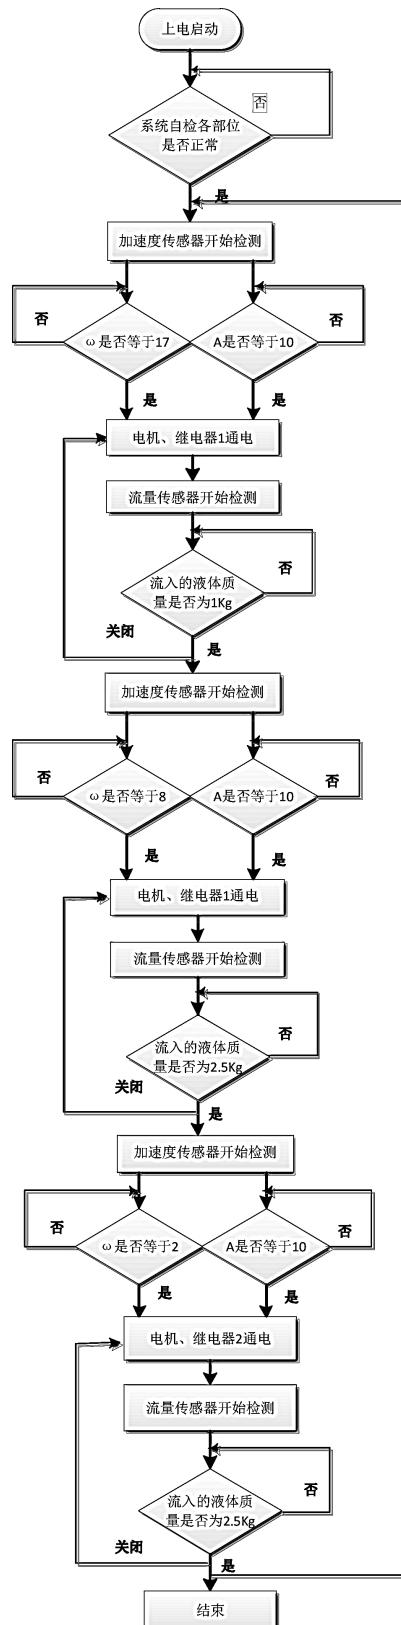 上电启动
否
系统自检各部位
是否正常
是
加速度传感器开始检测
否
否
ω是否等于17
A是否等于10
是
是
电机、继电器1通电
流量传感器开始检测
否
流入的液体质
量是否为1Kg
关闭
是
加速度传感器开始检测
否
否
ω是否等于8
A是否等于10
是
是
电机、继电器1通电
流量传感器开始检测
否
流入的液体质
量是否为2.5Kg
关闭
是
加速度传感器开始检测
否
否
ω是否等于2
A是否等于10
是
是
电机、继电器2通电
流量传感器开始检测
否
流入的液体质
量是否为2.5Kg
关闭
是
结束